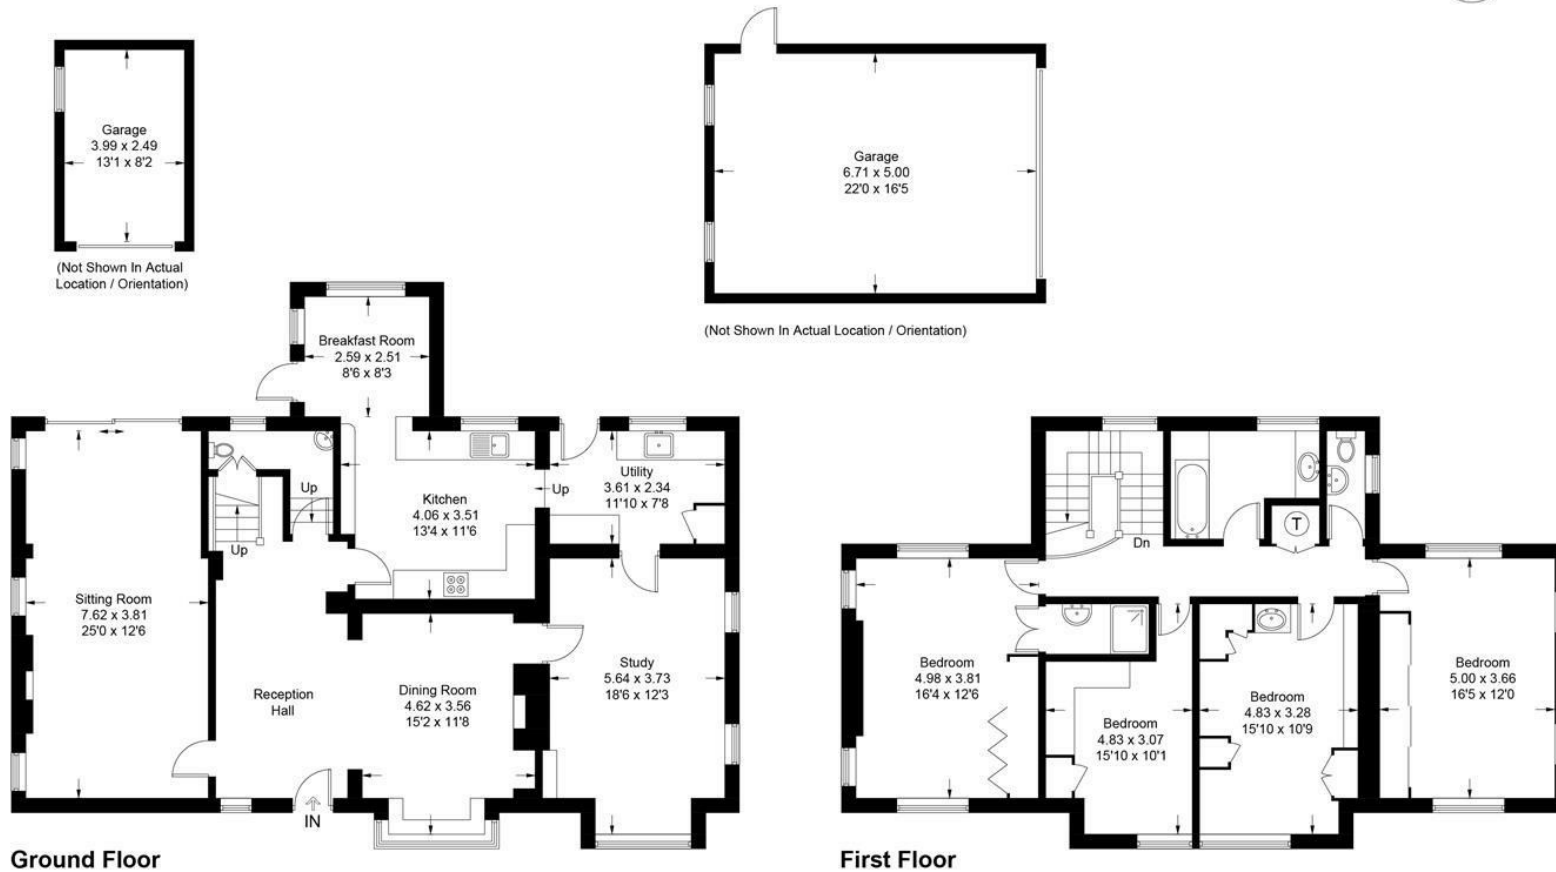 Garage
3.99 x 2.49
13'1 x 8'2
(Not Shown In Actual
Location / Orientation)
Garage
6.71 x 5.00
22'0 x 16'5
(Not Shown In Actual Location / Orientation)
Breakfast Room
2.59 x 2.51
8'6 x 8'3
Utility
3.61 x 2.34
11'10 x 7'8
Up
Up
Up
Kitchen
4.06 x 3.51
13'4 x 11'6
Sitting Room
7.62 x 3.81
25'0 x 12'6
Reception
Hall
Dining Room
4.62 x 3.56
15'2 x 11'8
Study
5.64 x 3.73
18'6 x 12'3
IN
Ground Floor
T
Dn
Bedroom
4.98 x 3.81
16'4 x 12'6
Bedroom
4.83 x 3.07
15'10 x 10'1
Bedroom
4.83 x 3.28
15'10 x 10'9
Bedroom
5.00 x 3.66
16'5 x 12'0
First Floor